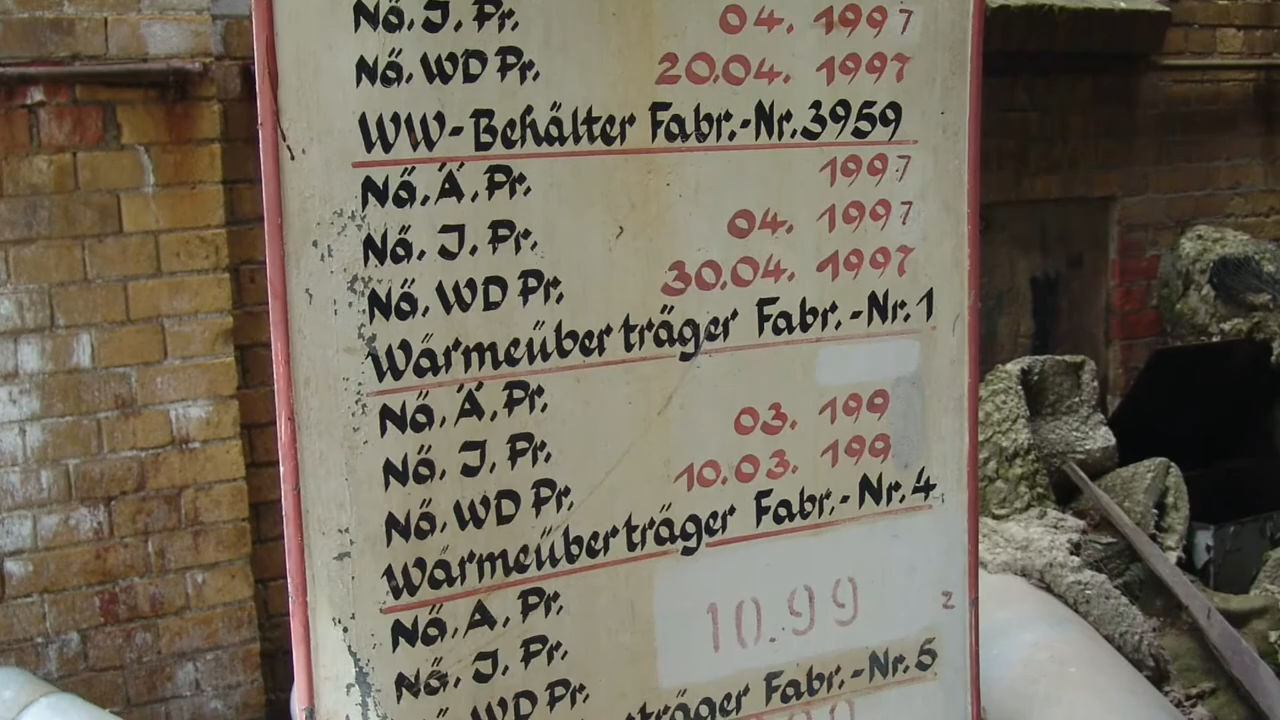 Nä. J. Pr. 04. 1997
Nä. WD Pr. 20.04. 1997
WW-Behälter Fabr.-Nr. 3959
Nä. Ä. Pr. 1997
Nä. J. Pr. 04. 1997
Nä. WD Pr. 30.04. 1997
Wärmeüberträger Fabr.-Nr. 1
Nä. Ä. Pr.
Nä. J. Pr. 03. 199
Nä. WD Pr. 10.03. 199
Wärmeüberträger Fabr.-Nr. 4
Nä. A. Pr.
Nä. J. Pr. 10.99 2
WD Pr.
träger Fabr.-Nr. 5